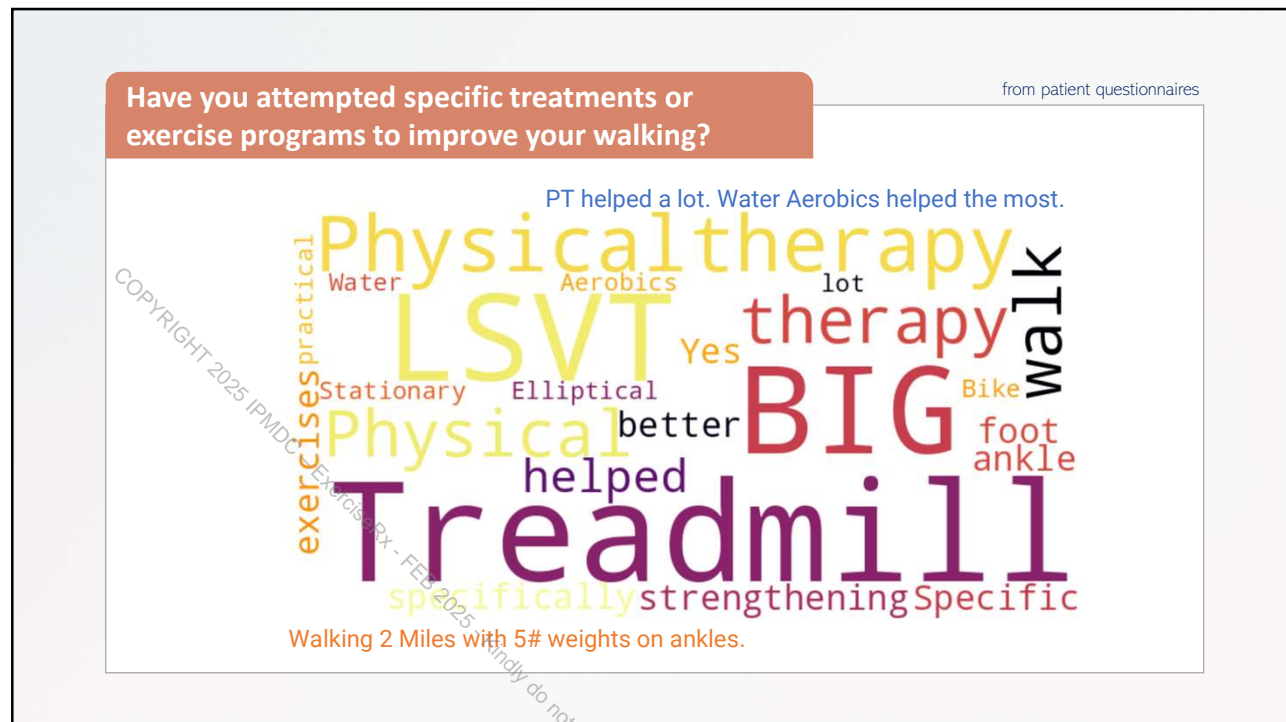 Have you attempted specific treatments or
exercise programs to improve your walking?
from patient questionnaires
PT helped a lot. Water Aerobics helped the most.
Physicaltherapy
walk
practical
Water
Aerobics
lot
LSVT
therapy
Yes
Stationary
Elliptical
BIG
Bike
exercises
Physical
better
foot
ankle
helped
Treadmill
specifically
strengthening
Specific
Walking 2 Miles with 5# weights on ankles.
COPYRIGHT 2025 IPMDC - ExerciseRx - FEB 2025 - Kindly do not